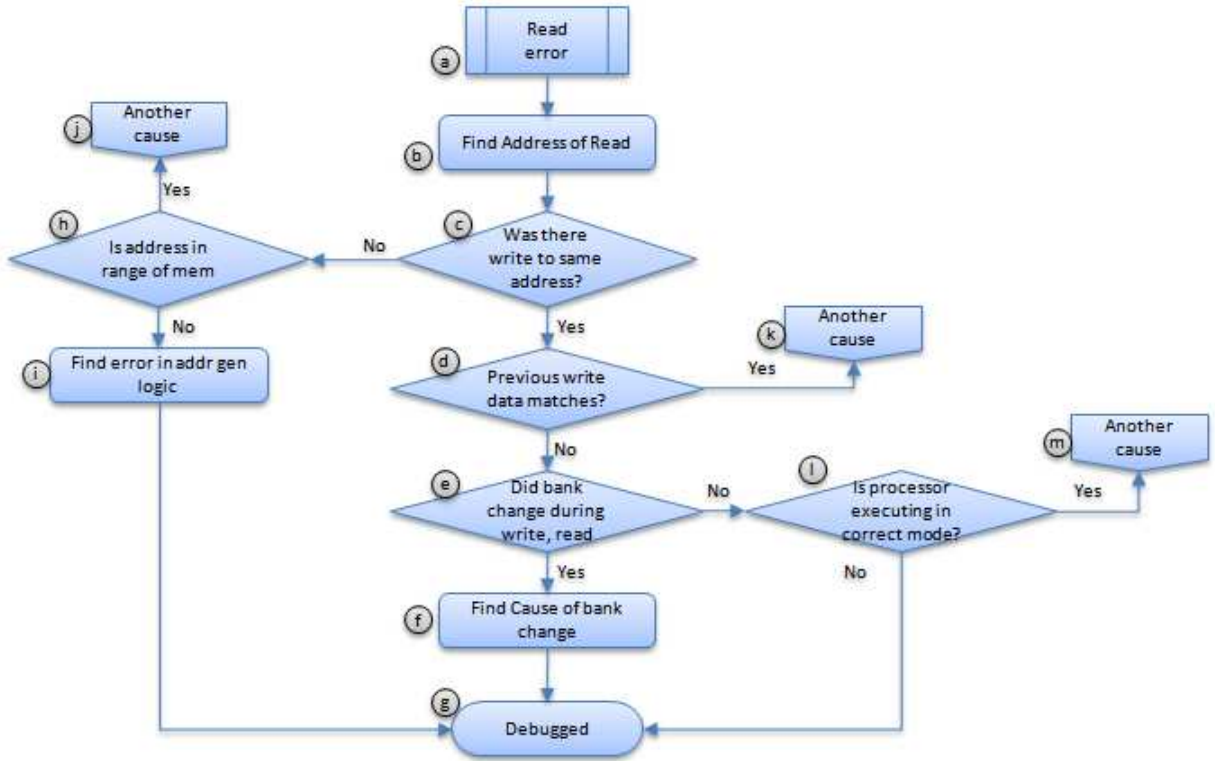 Read
error
a
Find Address of Read
b
Another
cause
j
Yes
h
Is address in
range of mem
No
c
Was there
write to same
address?
No
Find error in addr gen
logic
i
Yes
d
Previous write
data matches?
Yes
Another
cause
k
No
e
Did bank
change during
write, read
No
l
Is processor
executing in
correct mode?
Yes
Another
cause
m
No
Yes
Find Cause of bank
change
f
g
Debugged